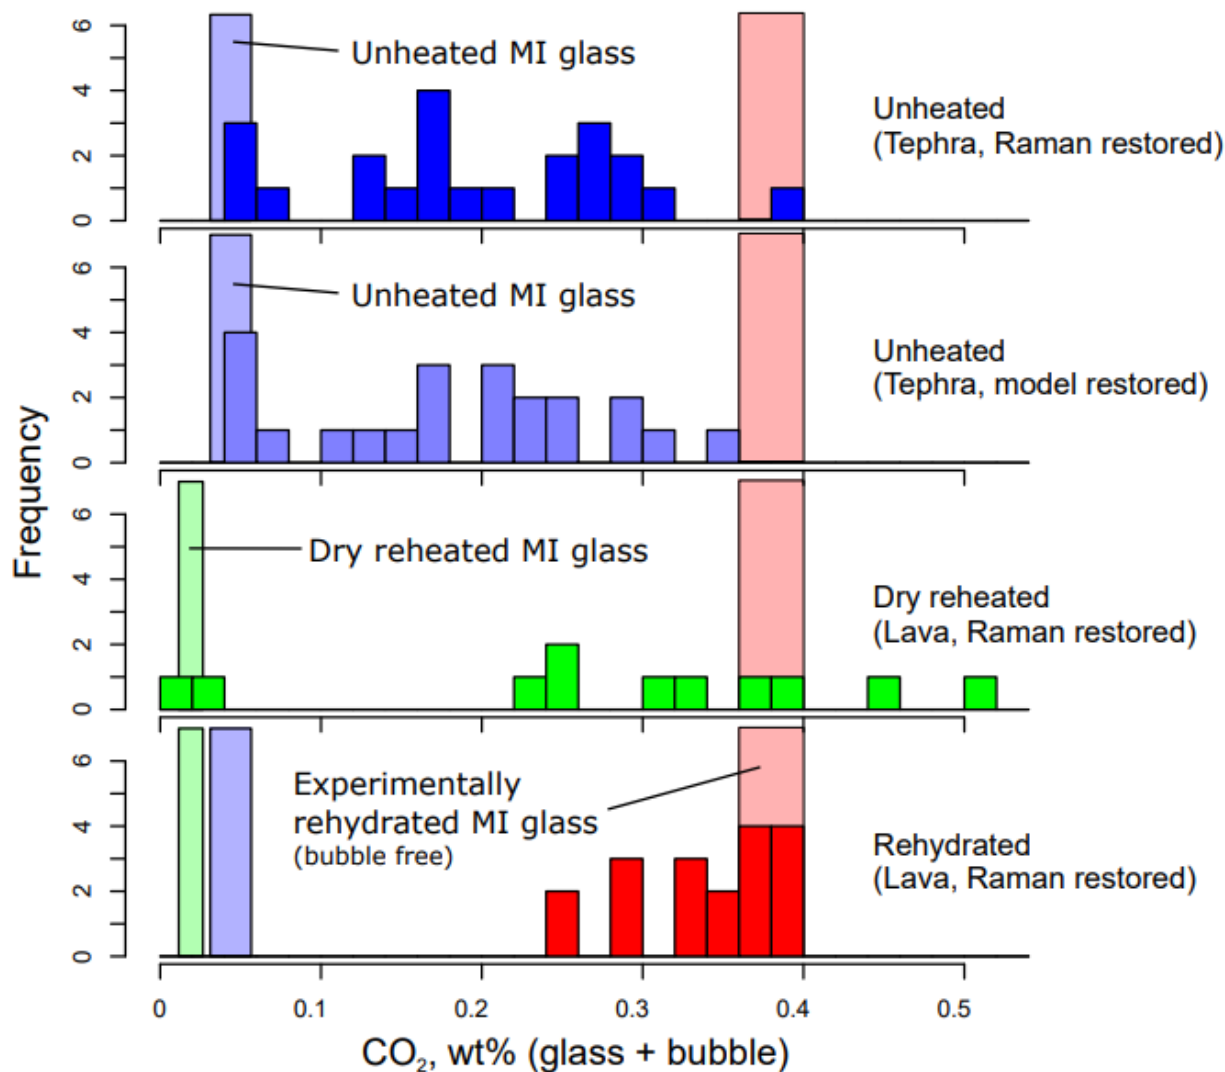 6
4
2
0
Unheated MI glass
Unheated
(Tephra, Raman restored)
6
4
2
0
Unheated MI glass
Unheated
(Tephra, model restored)
Frequency
6
4
2
0
Dry reheated MI glass
Dry reheated
(Lava, Raman restored)
6
4
2
0
Experimentally
rehydrated MI glass
(bubble free)
Rehydrated
(Lava, Raman restored)
0 0.1 0.2 0.3 0.4 0.5
CO₂, wt% (glass + bubble)